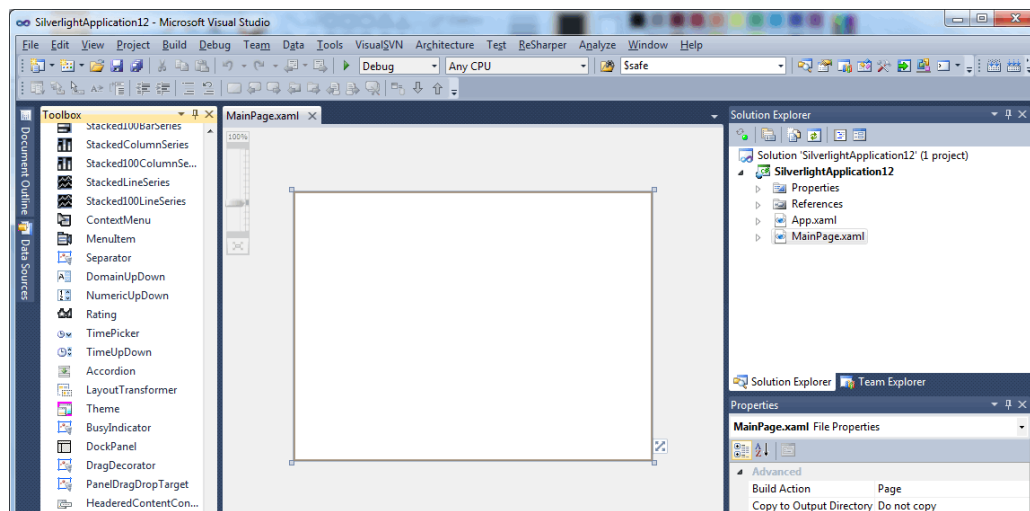 SilverlightApplication12 - Microsoft Visual Studio
File Edit View Project Build Debug Team Data Tools VisualSVN Architecture Test ReSharper Analyze Window Help
Debug Any CPU $safe
Document Outline
Data Sources
Toolbox
Stacked100BarSeries
StackedColumnSeries
Stacked100ColumnSe...
StackedLineSeries
Stacked100LineSeries
ContextMenu
MenuItem
Separator
DomainUpDown
NumericUpDown
Rating
TimePicker
TimeUpDown
Accordion
LayoutTransformer
Theme
BusyIndicator
DockPanel
DragDecorator
PanelDragDropTarget
HeaderedContentCon...
MainPage.xaml
100%
Solution Explorer
Solution 'SilverlightApplication12' (1 project)
SilverlightApplication12
Properties
References
App.xaml
MainPage.xaml
Solution Explorer Team Explorer
Properties
MainPage.xaml File Properties
Advanced
Build Action Page
Copy to Output Directory Do not copy